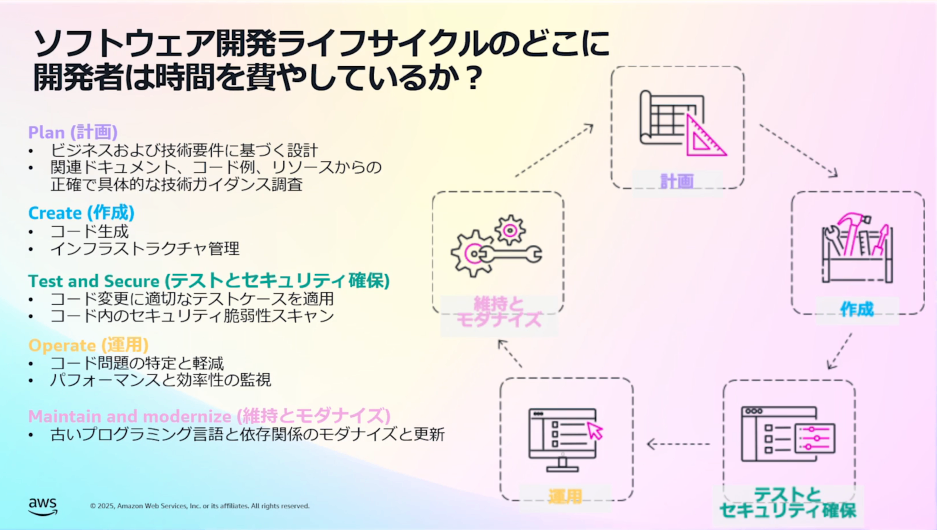 ソフトウェア開発ライフサイクルのどこに
開発者は時間を費やしているか？
Plan (計画)
• ビジネスおよび技術要件に基づく設計
• 関連ドキュメント、コード例、リソースからの
正確で具体的な技術ガイダンス調査
Create (作成)
• コード生成
• インフラストラクチャ管理
Test and Secure (テストとセキュリティ確保)
• コード変更に適切なテストケースを適用
• コード内のセキュリティ脆弱性スキャン
Operate (運用)
• コード問題の特定と軽減
• パフォーマンスと効率性の監視
Maintain and modernize (維持とモダナイズ)
• 古いプログラミング言語と依存関係のモダナイズと更新
計画
作成
テストと
セキュリティ確保
運用
維持と
モダナイズ
aws
© 2025, Amazon Web Services, Inc. or its affiliates. All rights reserved.